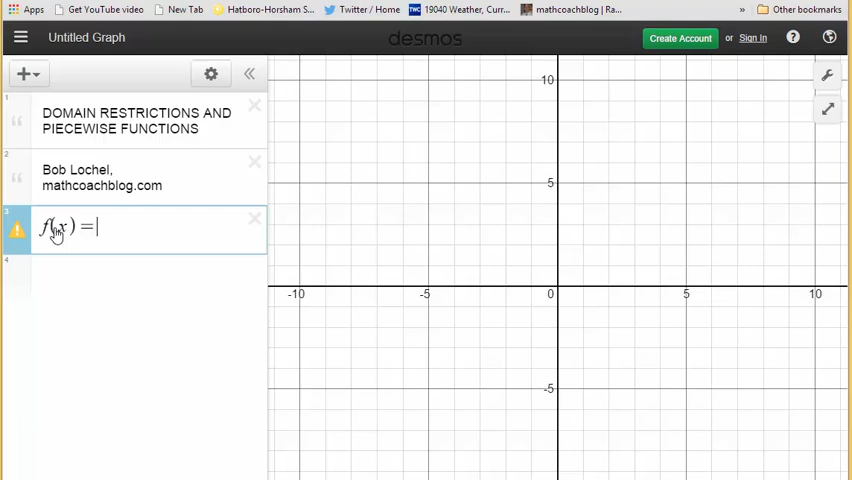 Apps Get YouTube video New Tab Hatboro-Horsham S... Twitter / Home TWC 19040 Weather, Curr... mathcoachblog | Ra... » Other bookmarks
Untitled Graph desmos Create Account or Sign In ?
+ «
1
DOMAIN RESTRICTIONS AND
PIECEWISE FUNCTIONS
2
Bob Lochel,
mathcoachblog.com
3
f(x) =
4
10
5
-10 -5 0 5 10
-5